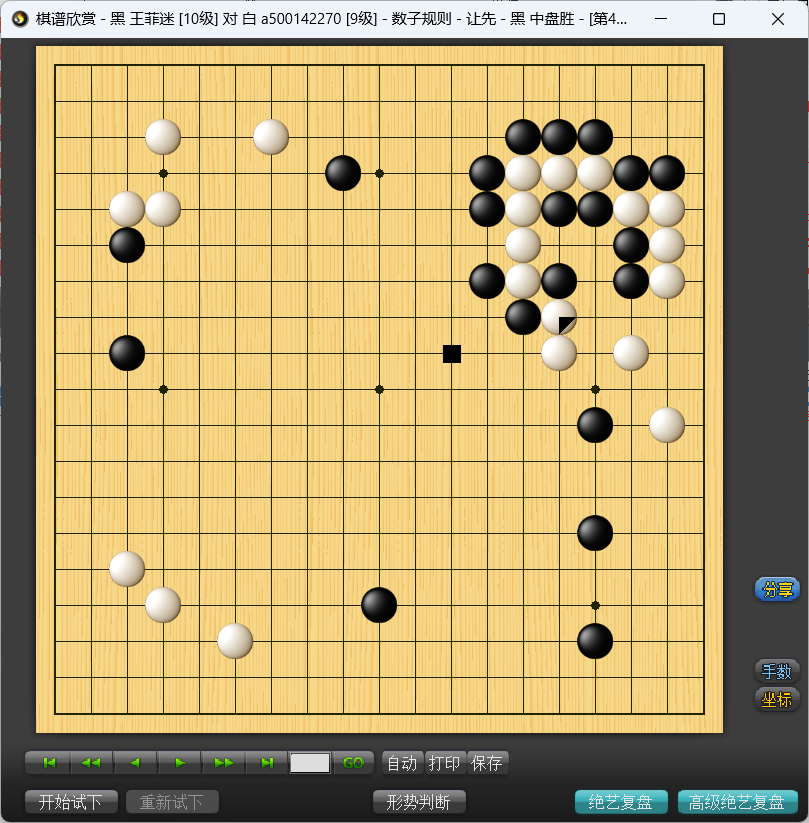 棋谱欣赏 - 黑 王菲迷 [10级] 对 白 a500142270 [9级] - 数子规则 - 让先 - 黑 中盘胜 - [第4...
分享
手数
坐标
GO 自动 打印 保存
开始试下 重新试下 形势判断 绝艺复盘 高级绝艺复盘